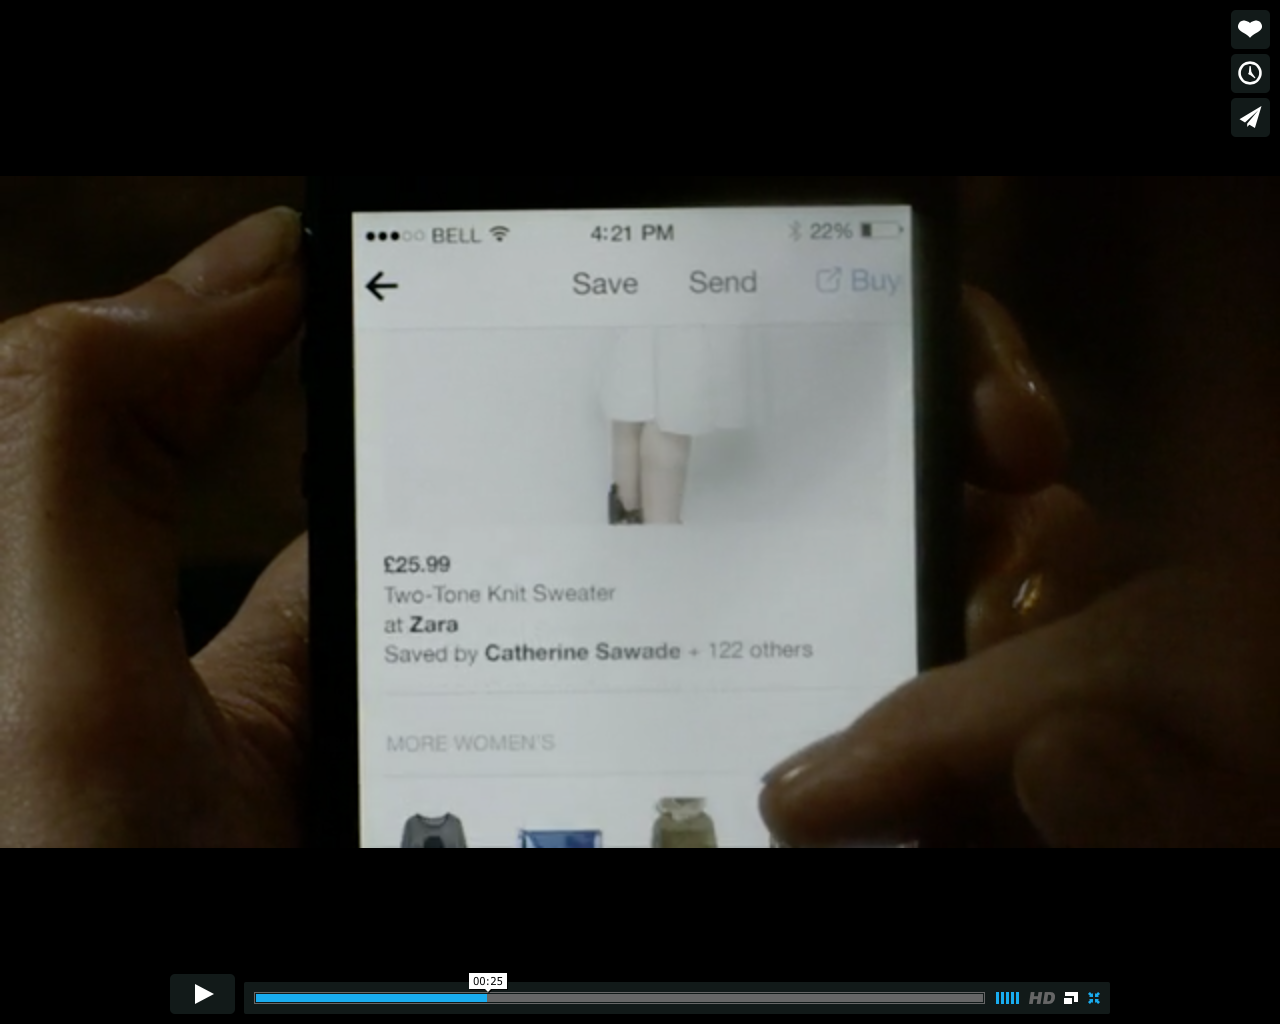 BELL 4:21 PM 22%
Save Send Buy
£25.99
Two-Tone Knit Sweater
at Zara
Saved by Catherine Sawade + 122 others
MORE WOMEN'S
00:25
HD